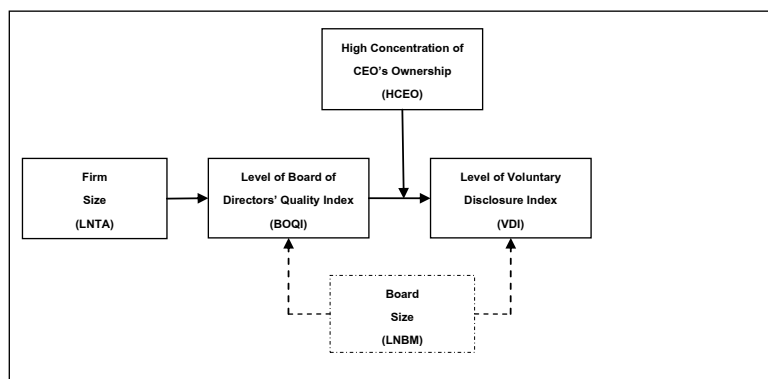 High Concentration of
CEO's Ownership
(HCEO)
Firm
Size
(LNTA)
Level of Board of
Directors' Quality Index
(BOQI)
Level of Voluntary
Disclosure Index
(VDI)
Board
Size
(LNBM)